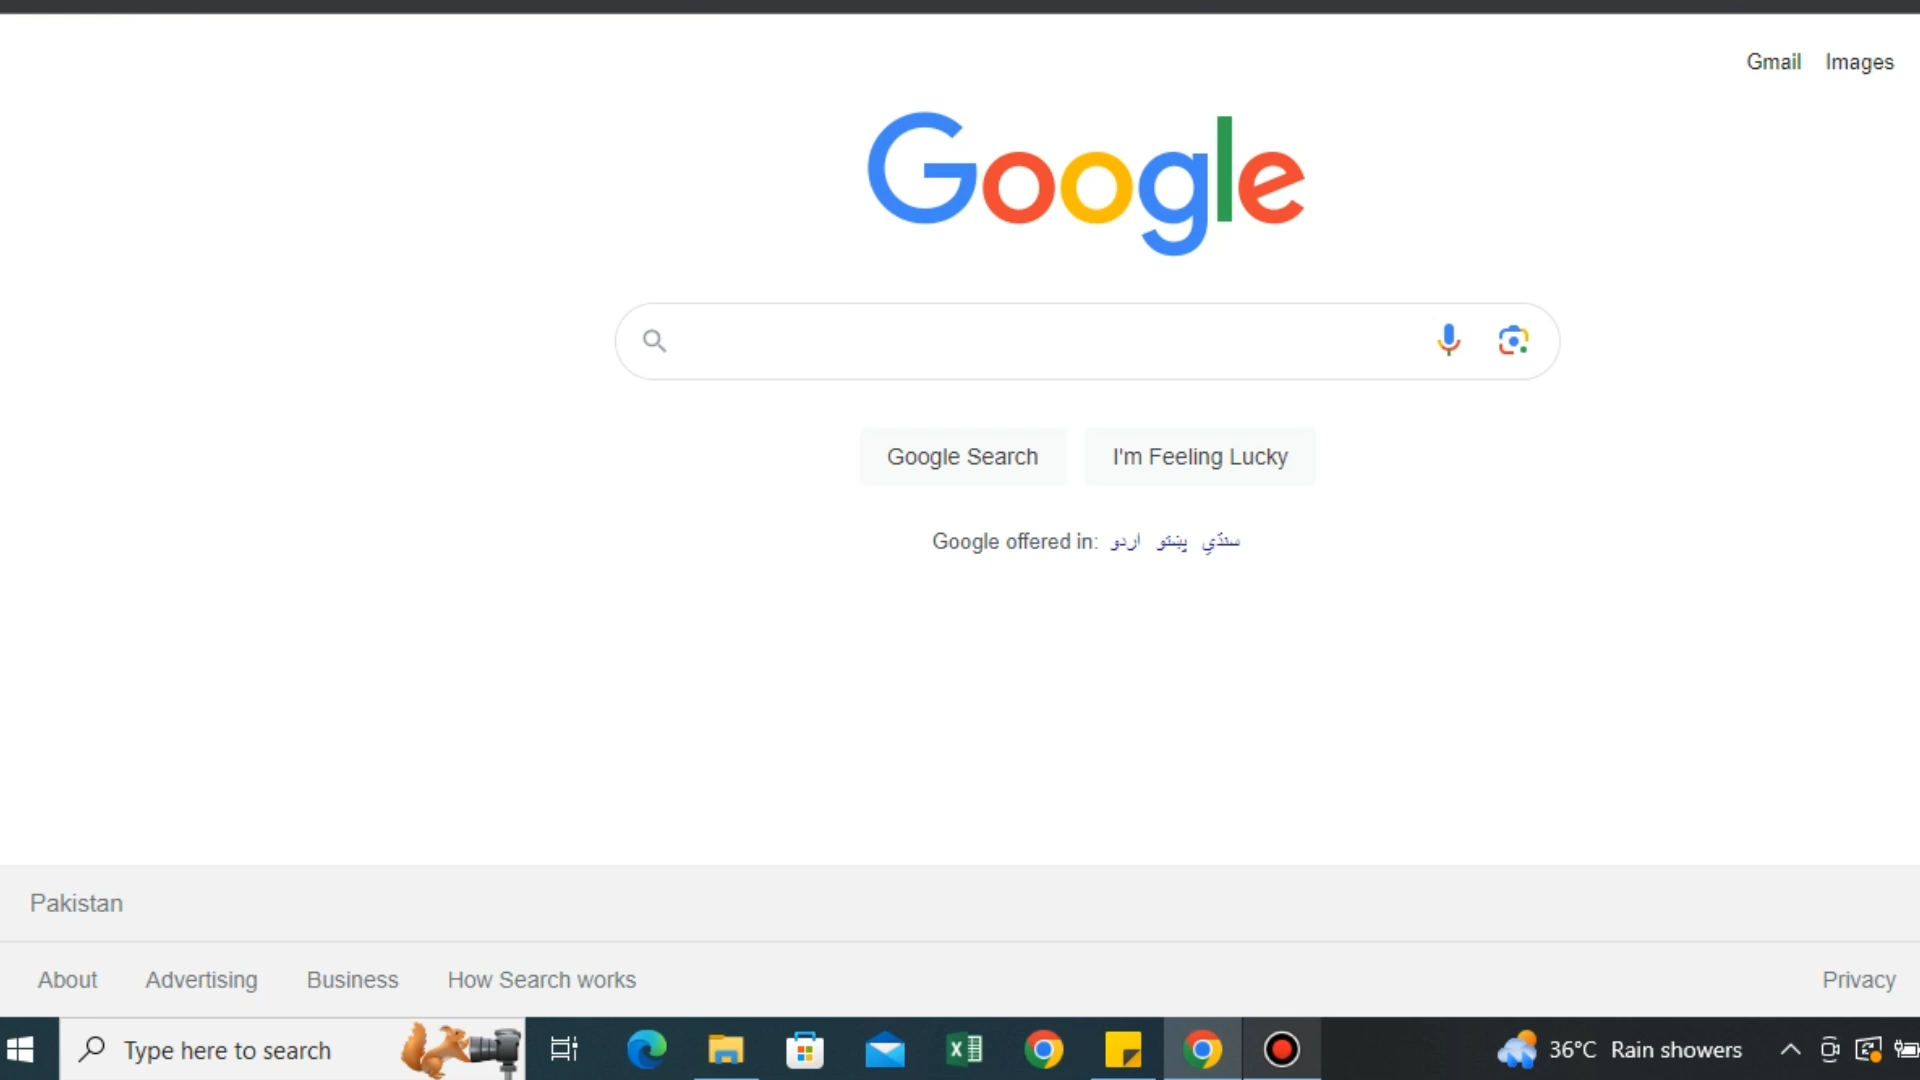 Gmail Images
Google
Google Search I'm Feeling Lucky
Google offered in: اردو پښتو سنڌي
Pakistan
About Advertising Business How Search works Privacy
Type here to search 36°C Rain showers